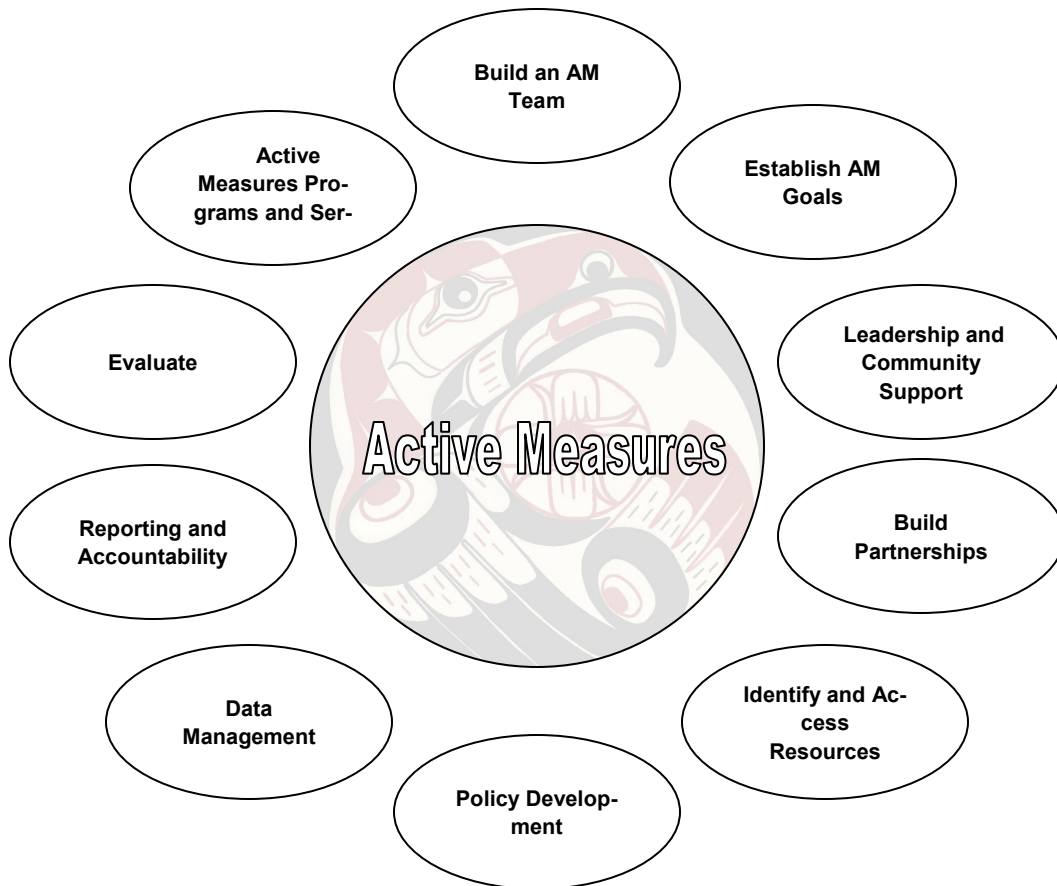 Build an AM
Team
Establish AM
Goals
Leadership and
Community
Support
Build
Partnerships
Identify and Ac-
cess
Resources
Policy Develop-
ment
Data
Management
Reporting and
Accountability
Evaluate
Active
Measures Pro-
grams and Ser-
Active Measures